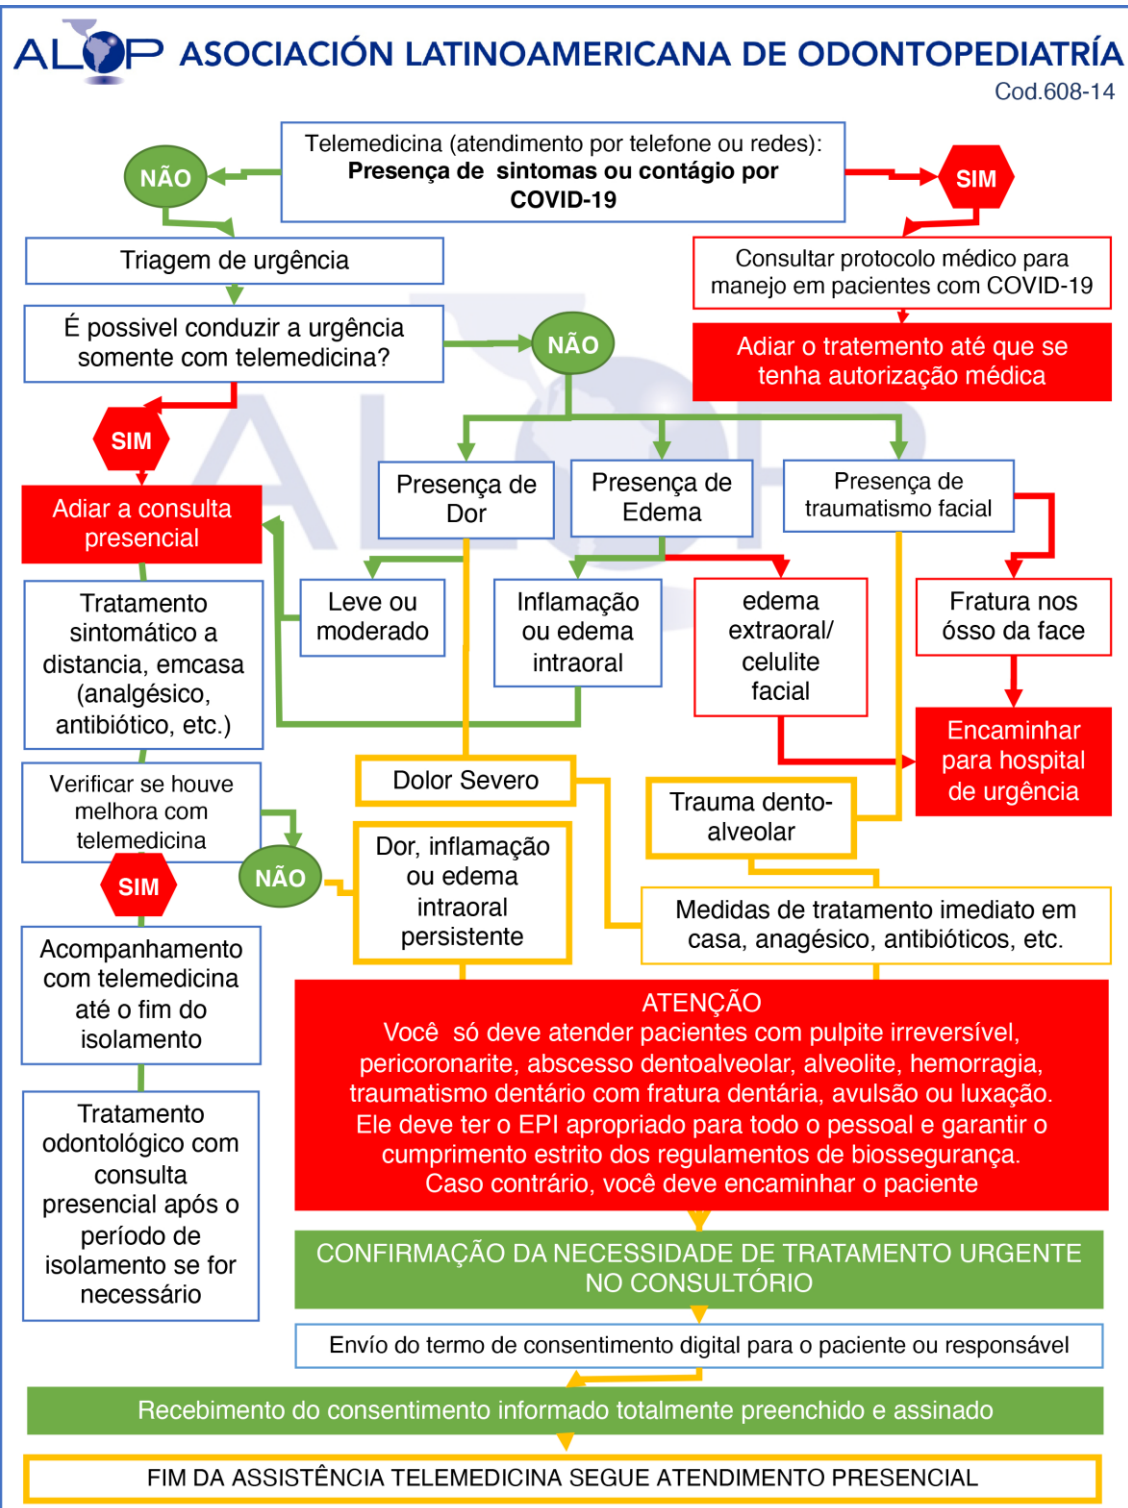 ALOP ASOCIACIÓN LATINOAMERICANA DE ODONTOPEDIATRÍA
Cod.608-14
Telemedicina (atendimento por telefone ou redes):
Presença de sintomas ou contágio por
COVID-19
NÃO
SIM
Triagem de urgência
Consultar protocolo médico para
manejo em pacientes com COVID-19
É possivel conduzir a urgência
somente com telemedicina?
NÃO
Adiar o tratemento até que se
tenha autorização médica
SIM
ALOP
Adiar a consulta
presencial
Presença de
Dor
Presença de
Edema
Presença de
traumatismo facial
Tratamento
sintomático a
distancia, emcasa
(analgésico,
antibiótico, etc.)
Leve ou
moderado
Inflamação
ou edema
intraoral
edema
extraoral/
celulite
facial
Fratura nos
ósso da face
Encaminhar
para hospital
de urgência
Verificar se houve
melhora com
telemedicina
Dolor Severo
Trauma dento-
alveolar
SIM
NÃO
Dor, inflamação
ou edema
intraoral
persistente
Medidas de tratamento imediato em
casa, anagésico, antibióticos, etc.
Acompanhamento
com telemedicina
até o fim do
isolamento
Tratamento
odontológico com
consulta
presencial após o
período de
isolamento se for
necessário
ATENÇÃO
Você só deve atender pacientes com pulpite irreversível,
pericoronarite, abscesso dentoalveolar, alveolite, hemorragia,
traumatismo dentário com fratura dentária, avulsão ou luxação.
Ele deve ter o EPI apropriado para todo o pessoal e garantir o
cumprimento estrito dos regulamentos de biossegurança.
Caso contrário, você deve encaminhar o paciente
CONFIRMAÇÃO DA NECESSIDADE DE TRATAMENTO URGENTE
NO CONSULTÓRIO
Envío do termo de consentimento digital para o paciente ou responsável
Recebimento do consentimento informado totalmente preenchido e assinado
FIM DA ASSISTÊNCIA TELEMEDICINA SEGUE ATENDIMENTO PRESENCIAL